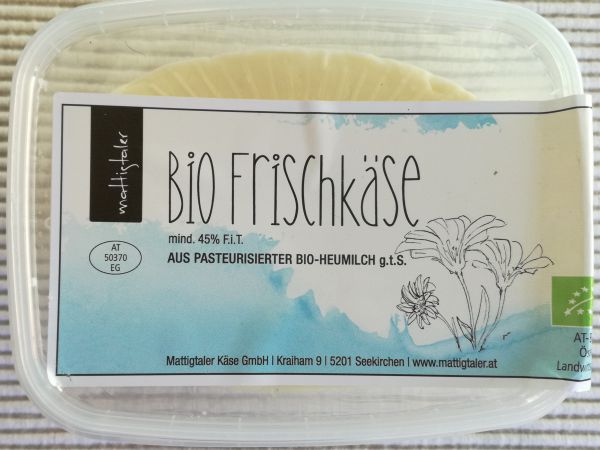 mattigtaler
BIO FRISCHKÄSE
mind. 45% F.i.T.
AT
50370
EG
AUS PASTEURISIERTER BIO-HEUMILCH g.t.S.
Mattigtaler Käse GmbH | Kraiham 9 | 5201 Seekirchen | www.mattigtaler.at
AT-